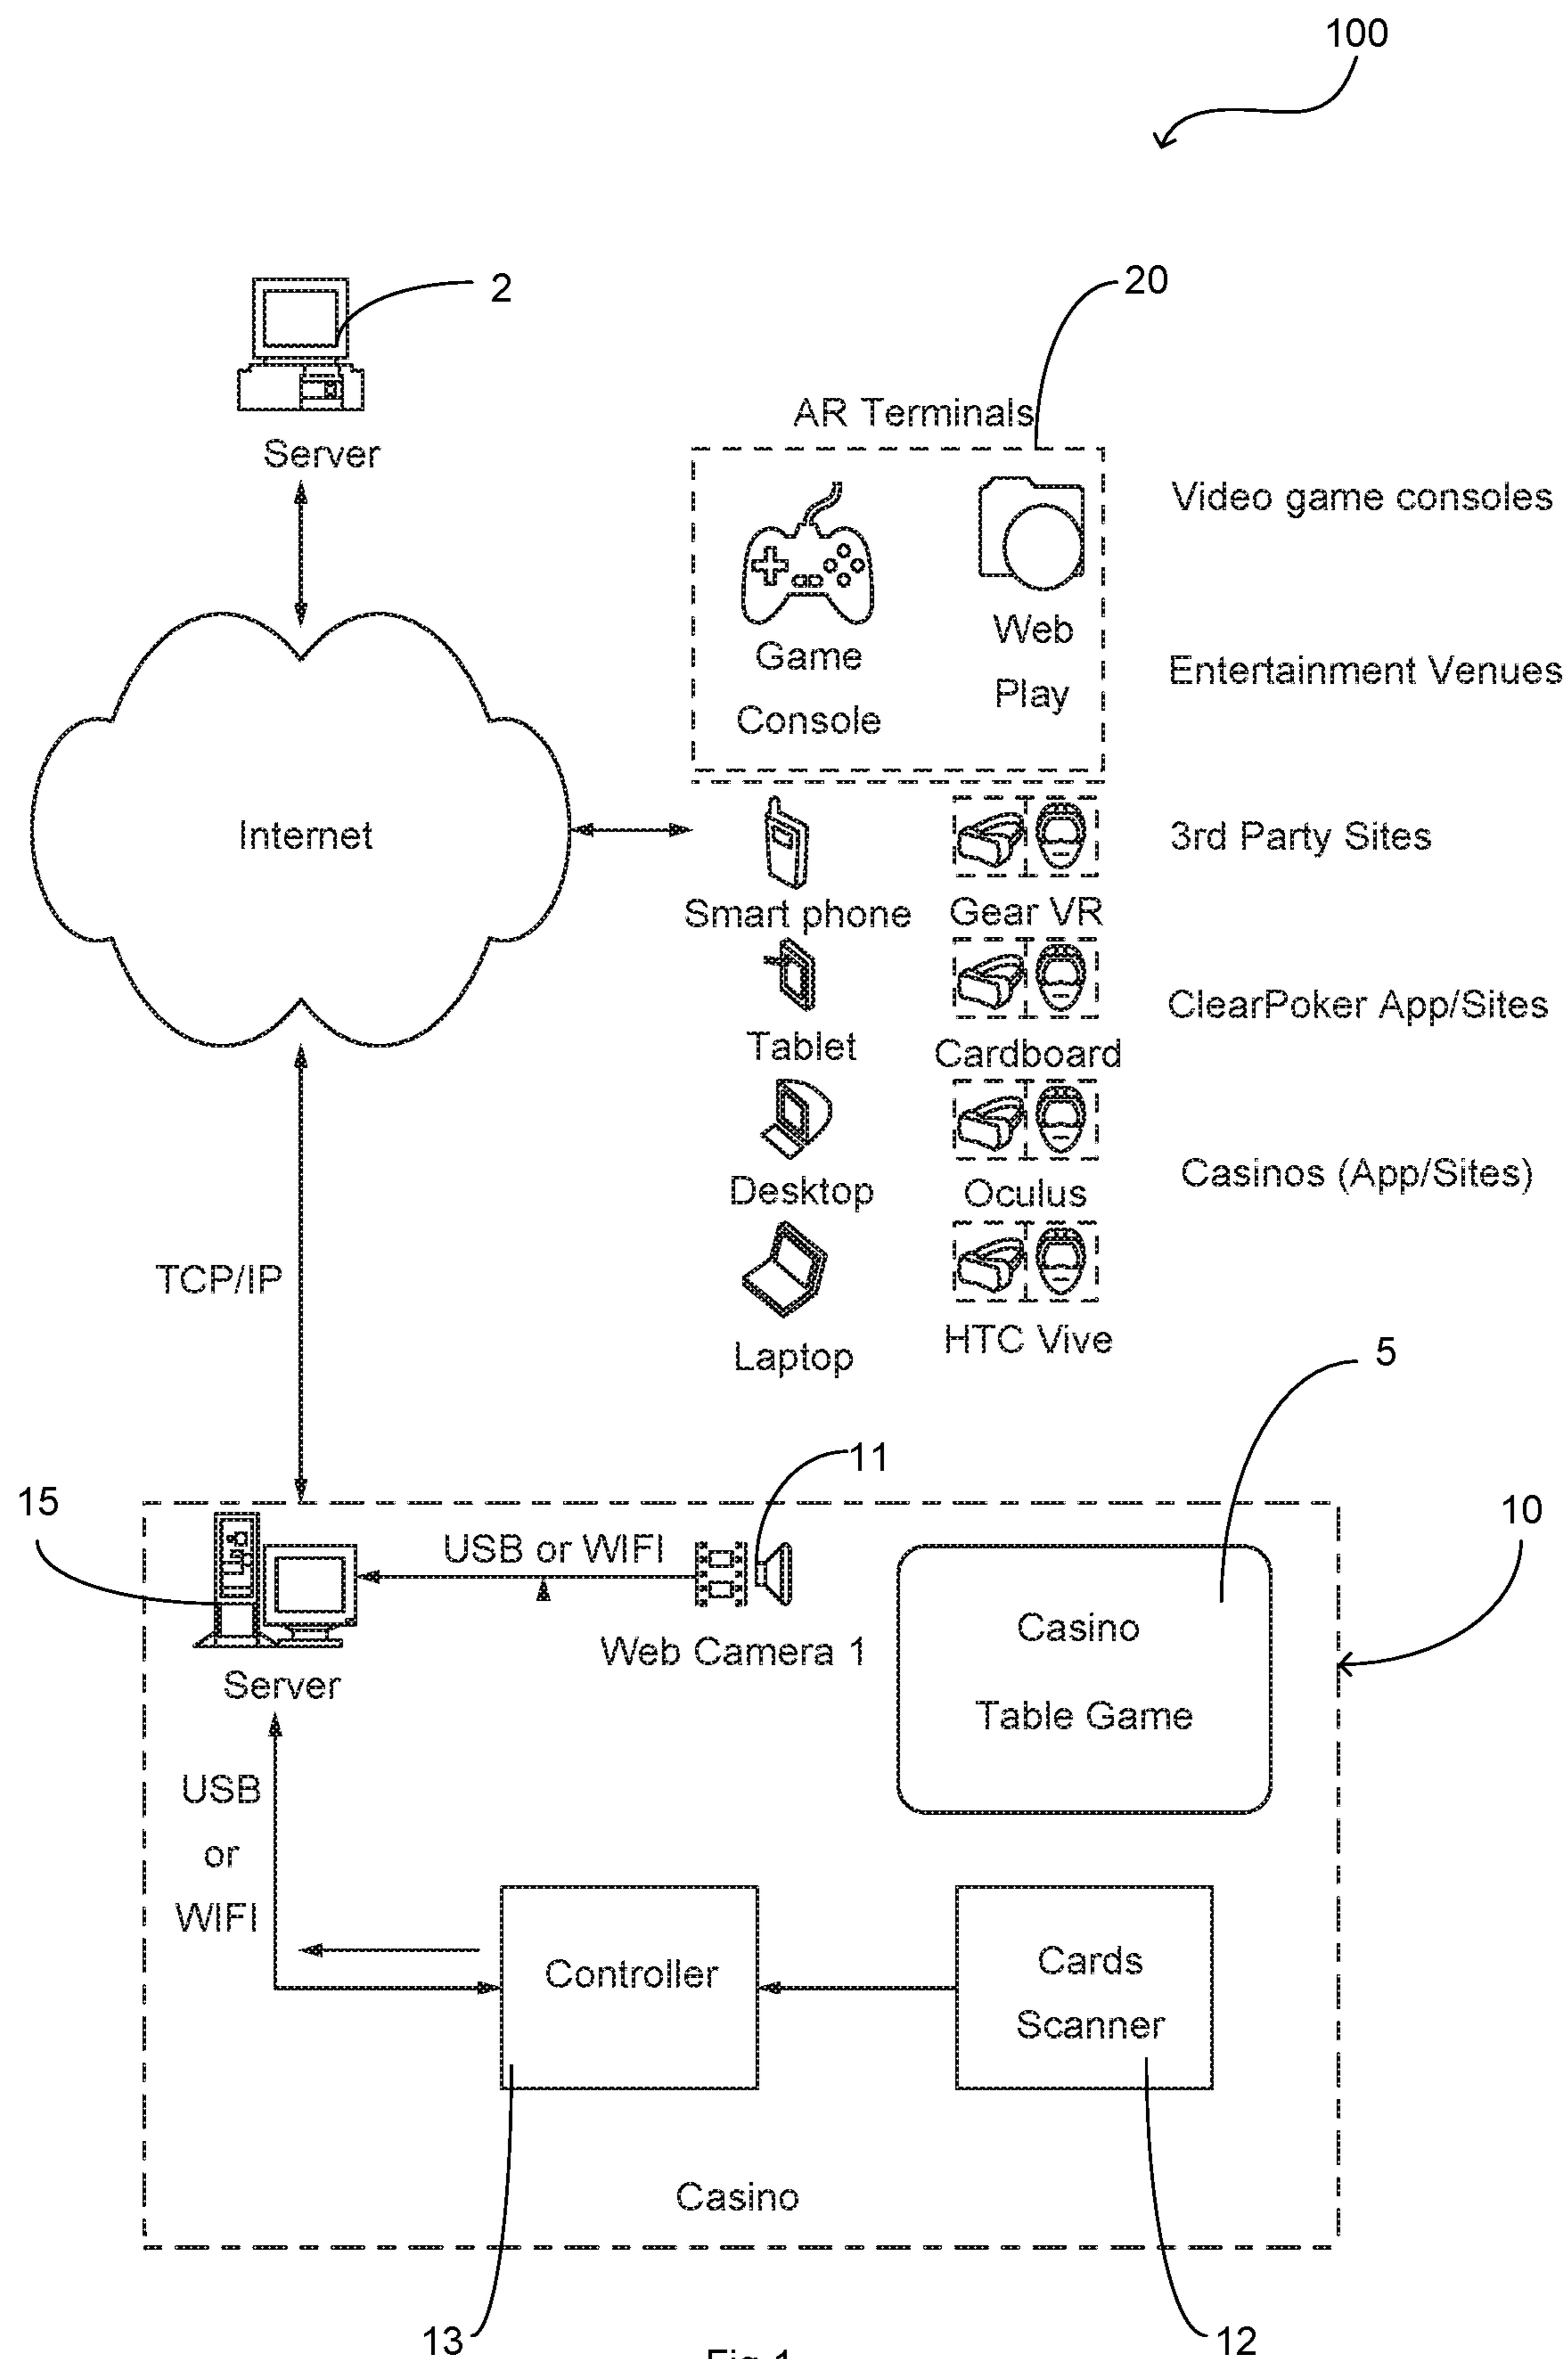 100
2
20
Server
AR Terminals
Video game consoles
Game
Console
Web
Play
Entertainment Venues
Internet
3rd Party Sites
Smart phone
Gear VR
ClearPoker App/Sites
Tablet
Cardboard
Casinos (App/Sites)
Desktop
Oculus
TCP/IP
Laptop
HTC Vive
5
11
15
10
USB or WIFI
Web Camera 1
Server
Casino
Table Game
USB
or
WIFI
Controller
Cards
Scanner
Casino
13
12
Fig 1